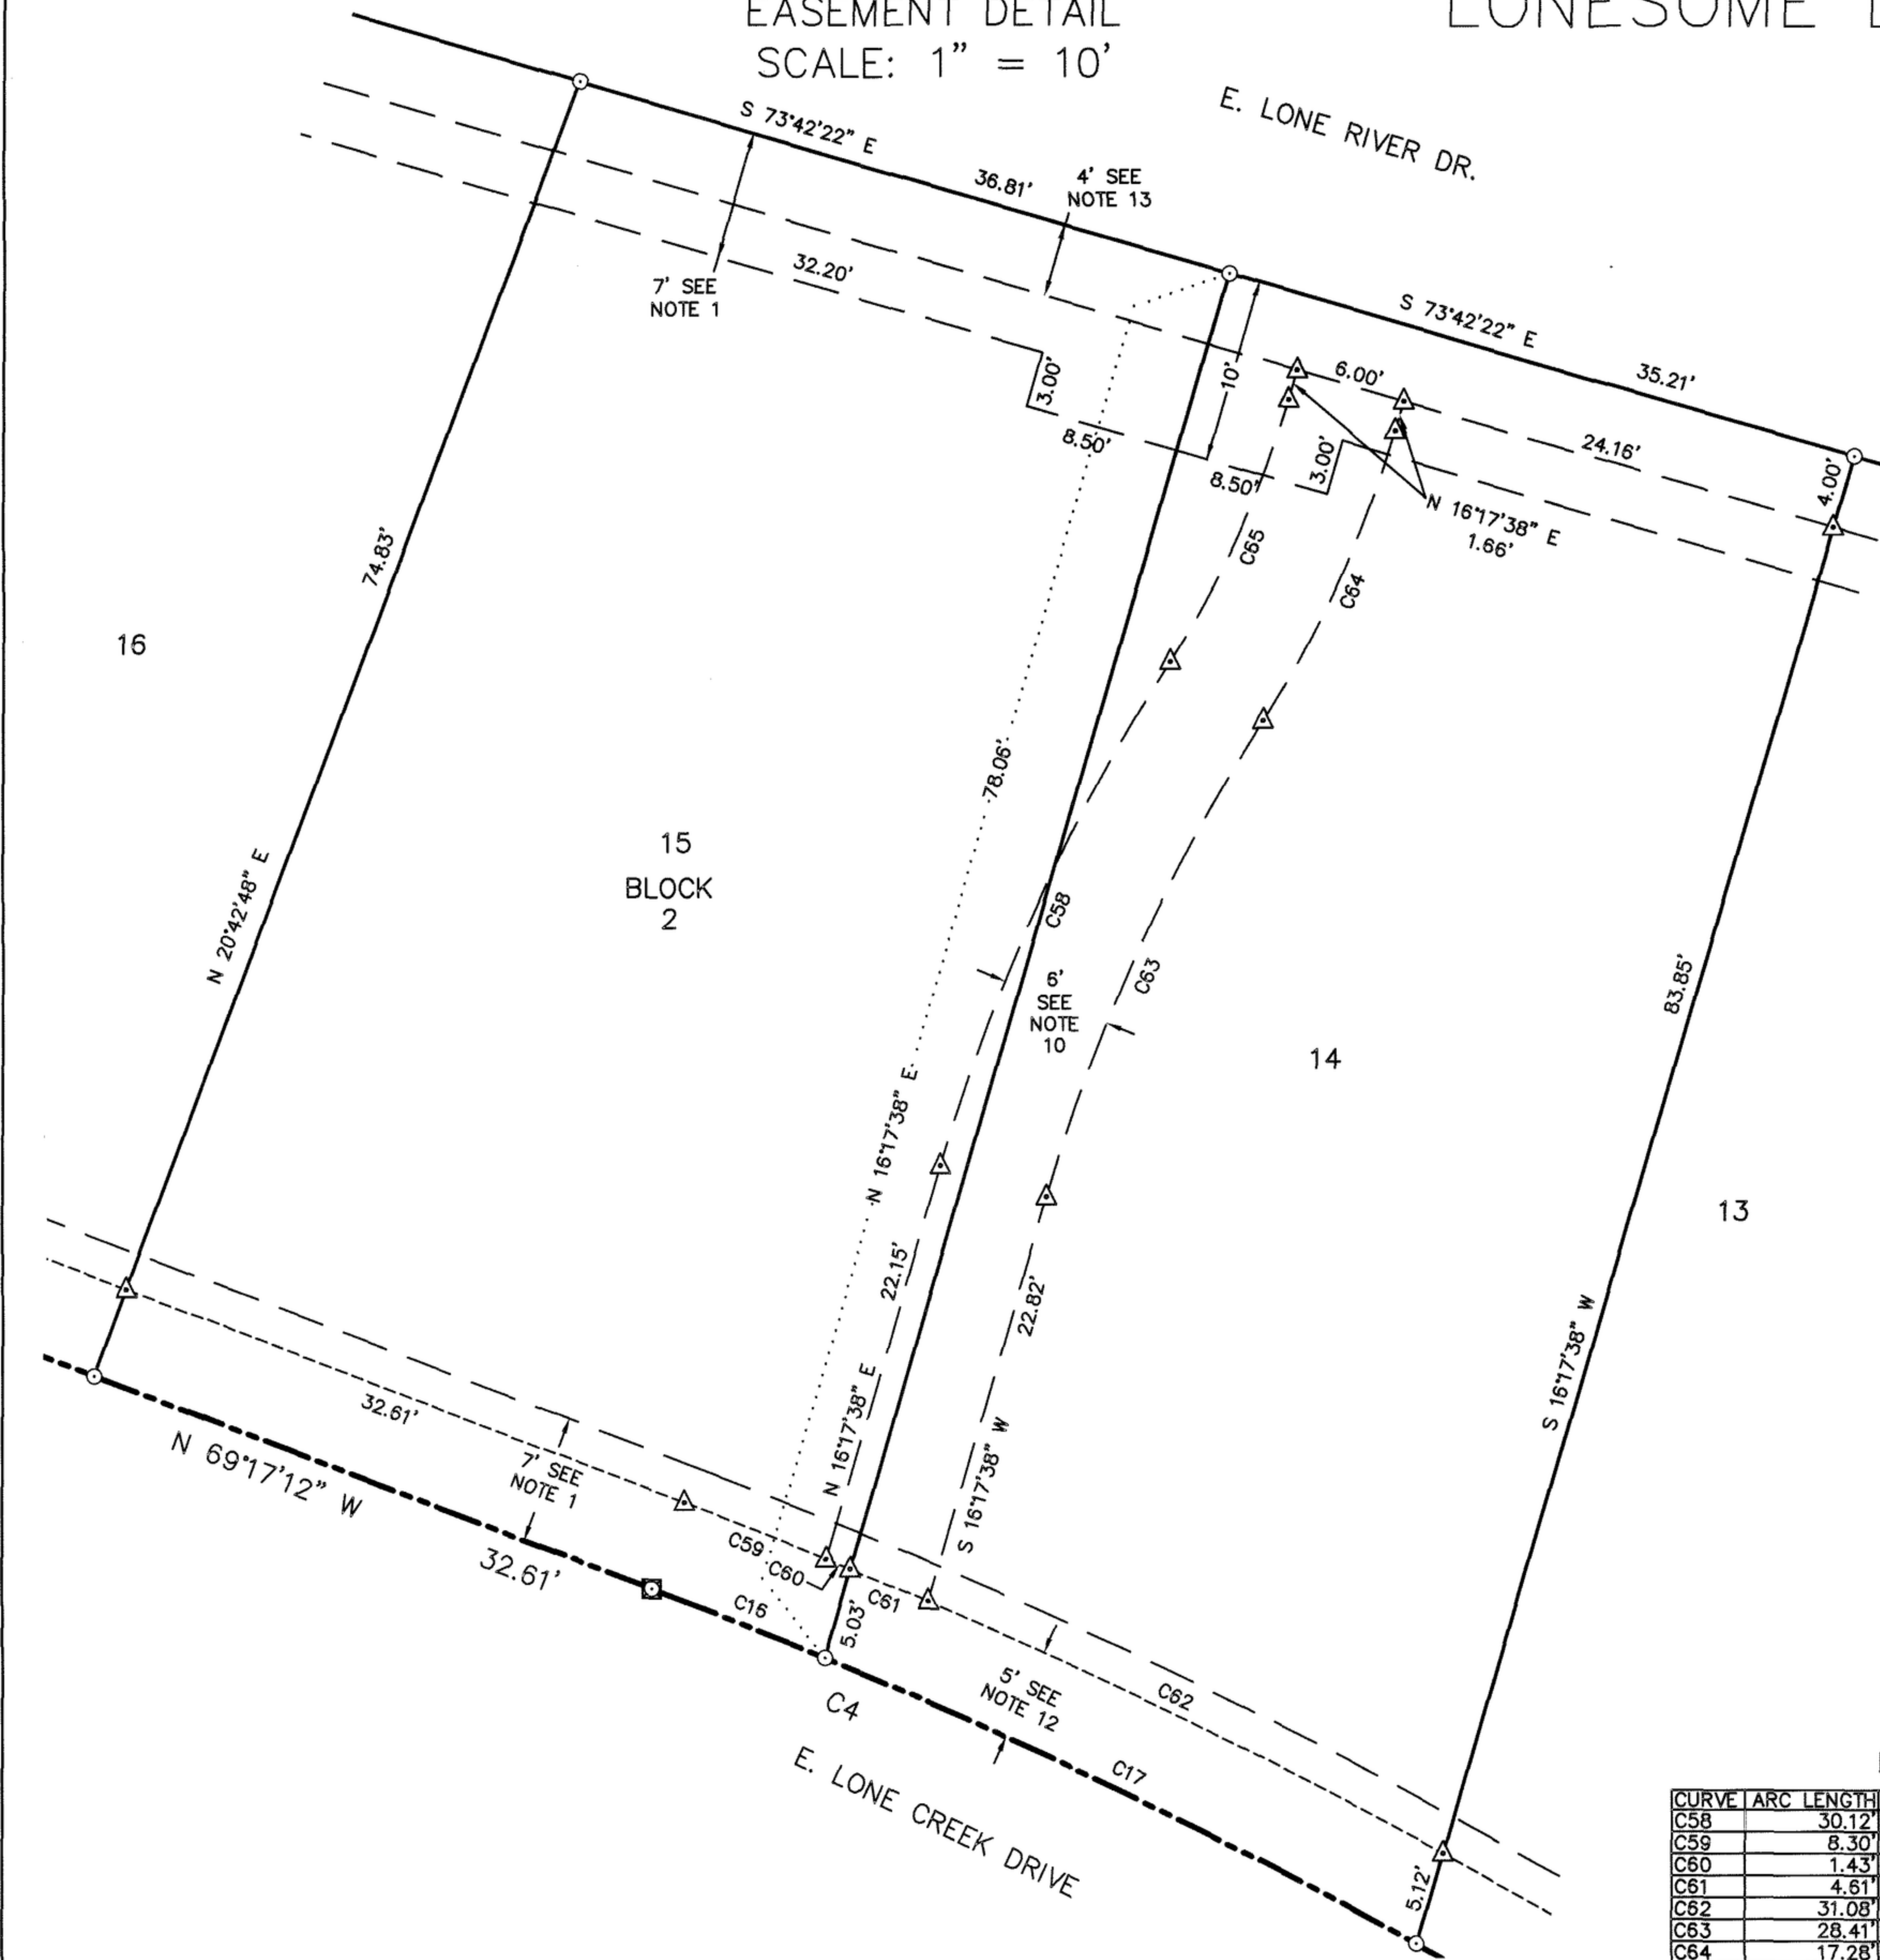 EASEMENT DETAIL
SCALE: 1" = 10'
LONESOME
E. LONE RIVER DR.
S 73°42'22" E
36.81'
4' SEE
NOTE 13
7' SEE
NOTE 1
32.20'
3.00'
8.50'
10'
S 73°42'22" E
35.21'
6.00'
24.16'
4.00'
8.50'
3.00'
N 16°17'38" E
1.66'
C65
C64
74.83'
16
N 20°42'48" E
15
BLOCK
2
78.06'
C58
C63
6'
SEE
NOTE
10
N 16°17'38" E
14
83.85'
13
S 16°17'38" W
22.15'
22.82'
N 16°17'38" E
S 16°17'38" W
32.61'
7' SEE
NOTE 1
N 69°17'12" W
32.61'
C59
C60
C61
C16
5.03'
C4
5' SEE
NOTE 12
C62
C17
5.12'
E. LONE CREEK DRIVE
CURVE ARC LENGTH
C58 30.12'
C59 8.30'
C60 1.43'
C61 4.61'
C62 31.08'
C63 28.41'
C64 17.28'